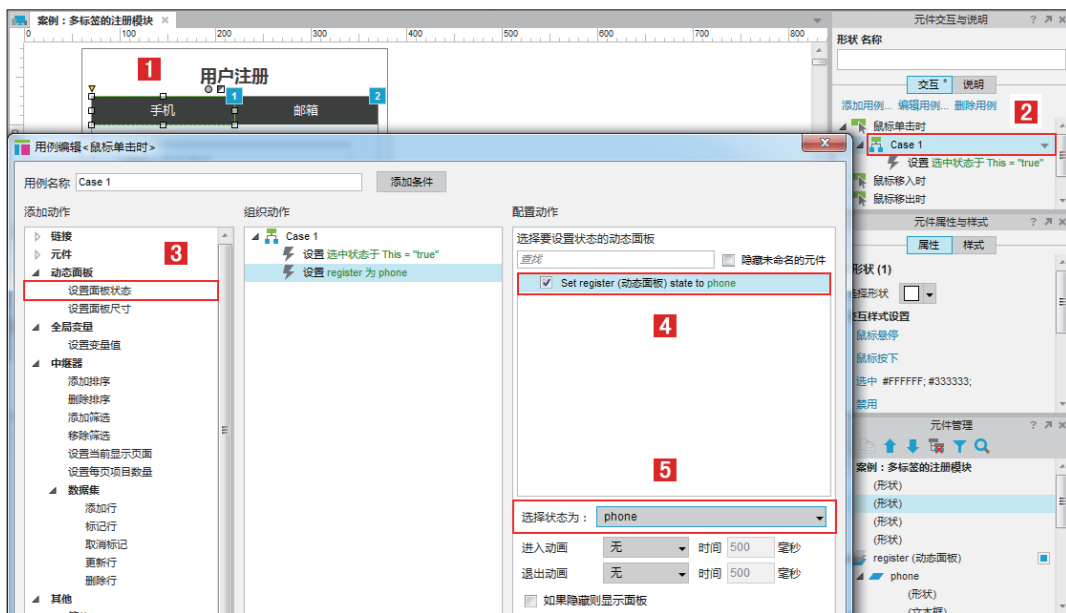 案例：多标签的注册模块
0 100 200 300 400 500 600 700 800
用户注册
1
手机 1
邮箱 2
元件交互与说明
形状 名称
交互 * 说明
添加用例... 编辑用例... 删除用例
2
鼠标单击时
Case 1
设置 选中状态于 This = "true"
鼠标移入时
鼠标移出时
用例编辑<鼠标单击时>
用例名称 Case 1 添加条件
添加动作
3
链接
元件
动态面板
设置面板状态
设置面板尺寸
全局变量
设置变量值
中继器
添加排序
删除排序
添加筛选
移除筛选
设置当前显示页面
设置每页项目数量
数据集
添加行
标记行
取消标记
更新行
删除行
其他
组织动作
Case 1
设置 选中状态于 This = "true"
设置 register 为 phone
配置动作
选择要设置状态的动态面板
查找 隐藏未命名的元件
Set register (动态面板) state to phone
4
5
选择状态为： phone
进入动画 无 时间 500 毫秒
退出动画 无 时间 500 毫秒
如果隐藏则显示面板
元件属性与样式
属性 样式
形状 (1)
选择形状
交互样式设置
鼠标悬停
鼠标按下
选中 #FFFFFF; #333333;
禁用
元件管理
案例：多标签的注册模块
(形状)
(形状)
(形状)
(形状)
register (动态面板)
phone
(形状)
(文本框)